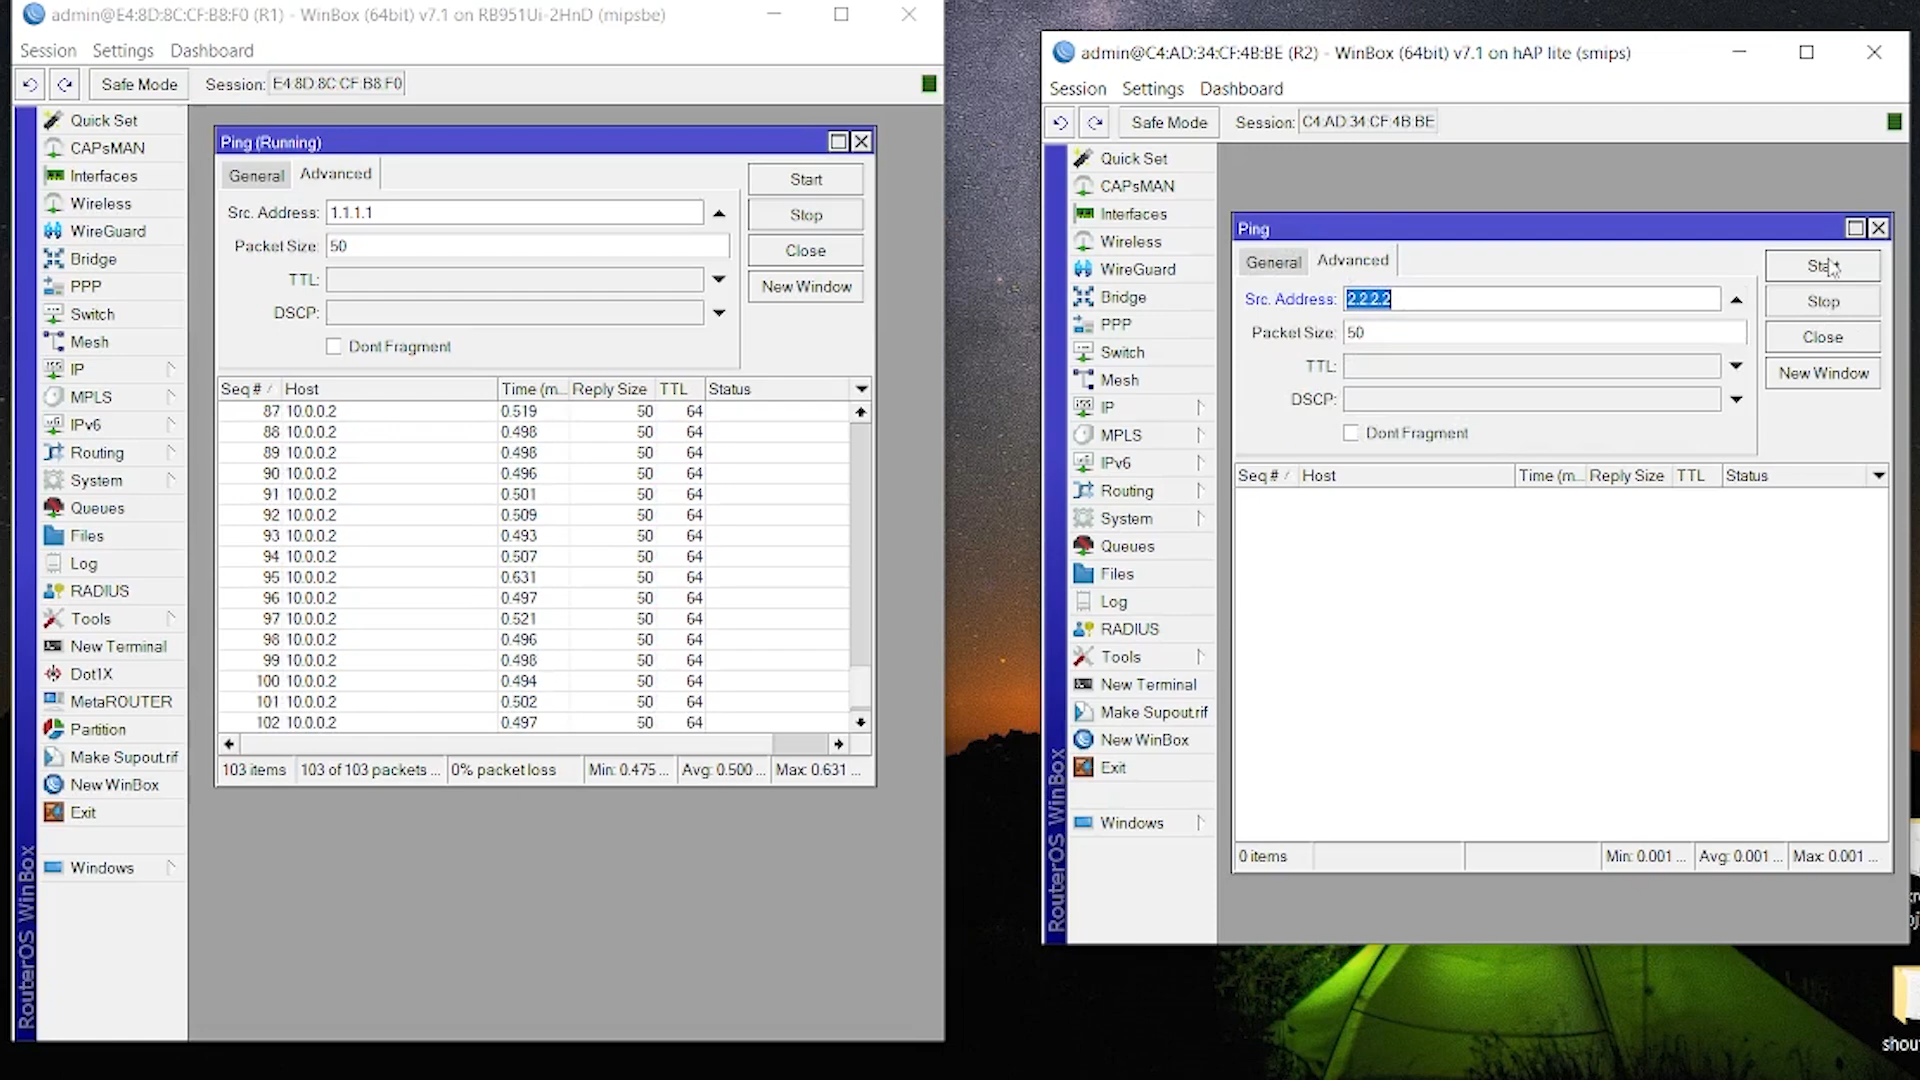 admin@E4:8D:8C:CF:B8:F0 (R1) - WinBox (64bit) v7.1 on RB951Ui-2HnD (mipsbe)
Session Settings Dashboard
Safe Mode Session: E4:8D:8C:CF:B8:F0
Quick Set
CAPsMAN
Interfaces
Wireless
WireGuard
Bridge
PPP
Switch
Mesh
IP
MPLS
IPv6
Routing
System
Queues
Files
Log
RADIUS
Tools
New Terminal
Dot1X
MetaROUTER
Partition
Make Supout.rif
New WinBox
Exit
Windows
RouterOS WinBox
Ping (Running)
General Advanced
Src. Address: 1.1.1.1
Packet Size: 50
TTL:
DSCP:
Dont Fragment
Start
Stop
Close
New Window
Seq # Host Time (m... Reply Size TTL Status
87 10.0.0.2 0.519 50 64
88 10.0.0.2 0.498 50 64
89 10.0.0.2 0.498 50 64
90 10.0.0.2 0.496 50 64
91 10.0.0.2 0.501 50 64
92 10.0.0.2 0.509 50 64
93 10.0.0.2 0.493 50 64
94 10.0.0.2 0.507 50 64
95 10.0.0.2 0.631 50 64
96 10.0.0.2 0.497 50 64
97 10.0.0.2 0.521 50 64
98 10.0.0.2 0.496 50 64
99 10.0.0.2 0.498 50 64
100 10.0.0.2 0.494 50 64
101 10.0.0.2 0.502 50 64
102 10.0.0.2 0.497 50 64
103 items 103 of 103 packets ... 0% packet loss Min: 0.475 ... Avg: 0.500 ... Max: 0.631 ...
admin@C4:AD:34:CF:4B:BE (R2) - WinBox (64bit) v7.1 on hAP lite (smips)
Session Settings Dashboard
Safe Mode Session: C4:AD:34:CF:4B:BE
Quick Set
CAPsMAN
Interfaces
Wireless
WireGuard
Bridge
PPP
Switch
Mesh
IP
MPLS
IPv6
Routing
System
Queues
Files
Log
RADIUS
Tools
New Terminal
Make Supout.rif
New WinBox
Exit
Windows
RouterOS WinBox
Ping
General Advanced
Src. Address: 2.2.2.2
Packet Size: 50
TTL:
DSCP:
Dont Fragment
Start
Stop
Close
New Window
Seq # Host Time (m... Reply Size TTL Status
0 items Min: 0.001 ... Avg: 0.001 ... Max: 0.001 ...